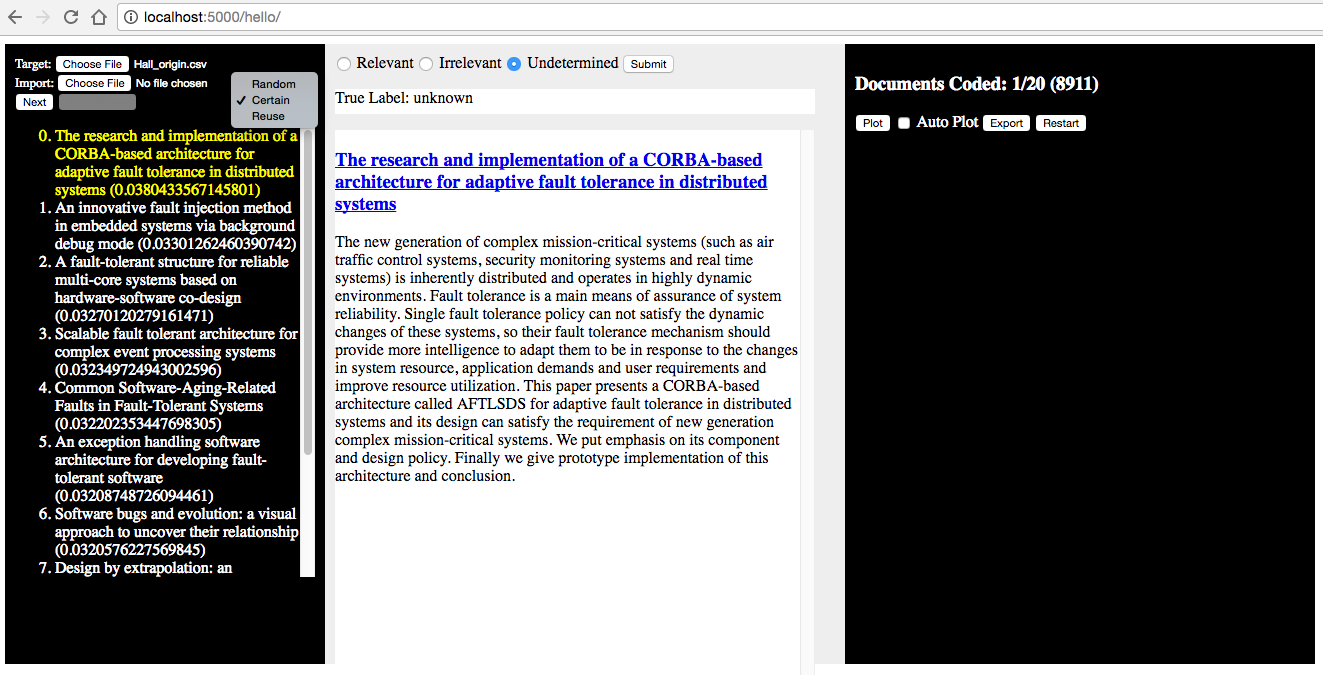 localhost:5000/hello/
Target: Choose File Hall_origin.csv
Import: Choose File No file chosen
Next
Random
✓ Certain
Reuse
0. The research and implementation of a
CORBA-based architecture for
adaptive fault tolerance in distributed
systems (0.0380433567145801)
1. An innovative fault injection method
in embedded systems via background
debug mode (0.03301262460390742)
2. A fault-tolerant structure for reliable
multi-core systems based on
hardware-software co-design
(0.03270120279161471)
3. Scalable fault tolerant architecture for
complex event processing systems
(0.032349724943002596)
4. Common Software-Aging-Related
Faults in Fault-Tolerant Systems
(0.032202353447698305)
5. An exception handling software
architecture for developing fault-
tolerant software
(0.03208748726094461)
6. Software bugs and evolution: a visual
approach to uncover their relationship
(0.0320576227569845)
7. Design by extrapolation: an
Relevant Irrelevant Undetermined Submit
True Label: unknown
The research and implementation of a CORBA-based
architecture for adaptive fault tolerance in distributed
systems
The new generation of complex mission-critical systems (such as air
traffic control systems, security monitoring systems and real time
systems) is inherently distributed and operates in highly dynamic
environments. Fault tolerance is a main means of assurance of system
reliability. Single fault tolerance policy can not satisfy the dynamic
changes of these systems, so their fault tolerance mechanism should
provide more intelligence to adapt them to be in response to the changes
in system resource, application demands and user requirements and
improve resource utilization. This paper presents a CORBA-based
architecture called AFTLSDS for adaptive fault tolerance in distributed
systems and its design can satisfy the requirement of new generation
complex mission-critical systems. We put emphasis on its component
and design policy. Finally we give prototype implementation of this
architecture and conclusion.
Documents Coded: 1/20 (8911)
Plot Auto Plot Export Restart